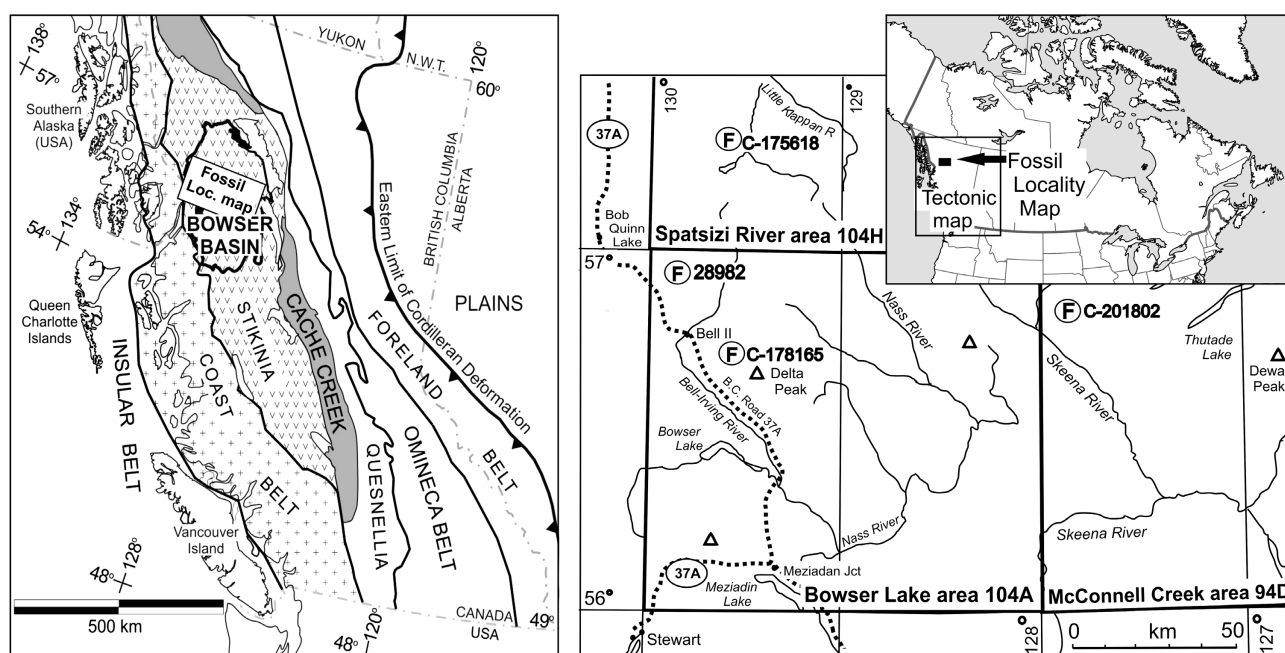 138°
57°
YUKON
N.W.T.
120°
60°
Southern
Alaska
(USA)
Fossil
Loc. map
BOWSER
BASIN
54°
134°
Queen
Charlotte
Islands
INSULAR BELT
COAST BELT
STIKINIA
CACHE CREEK
QUESNELLIA
OMINECA BELT
FORELAND BELT
Eastern Limit of Cordilleran Deformation
BRITISH COLUMBIA
ALBERTA
PLAINS
Vancouver
Island
48°
128°
500 km
CANADA
USA
49°
48°
120°
130
129
37A
Little Klappan R
F C-175618
Bob
Quinn
Lake
Spatsizi River area 104H
57
F 28982
Bell II
F C-178165
Delta
Peak
Nass River
B.C. Road 37A
Bell-Irving River
Bowser
Lake
Nass River
37A
Meziadan Jct
Meziadin
Lake
56°
Stewart
Bowser Lake area 104A
128
F C-201802
Thutade
Lake
Dewa
Peak
Skeena River
Skeena River
McConnell Creek area 94D
0 km 50
127
Fossil
Locality
Map
Tectonic
map